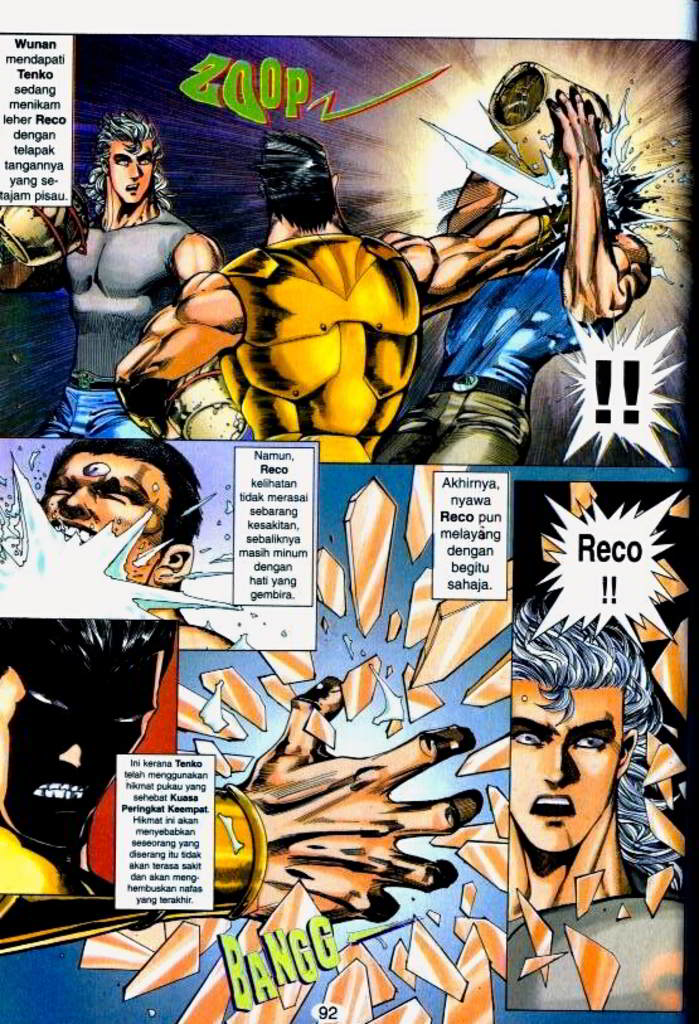 Wunan
mendapati
Tenko
sedang
menikam
leher Reco
dengan
telapak
tangannya
yang se-
tajam pisau.
ZOOP
!!
Namun,
Reco
kelihatan
tidak merasai
sebarang
kesakitan,
sebaliknya
masih minum
dengan
hati yang
gembira.
Akhirnya,
nyawa
Reco pun
melayang
dengan
begitu
sahaja.
Reco
!!
Ini kerana Tenko
telah menggunakan
hikmat pukau yang
sehebat Kuasa
Peringkat Keempat.
Hikmat ini akan
menyebabkan
seseorang yang
diserang itu tidak
akan terasa sakit
dan akan meng-
hembuskan nafas
yang terakhir.
BANGG
92